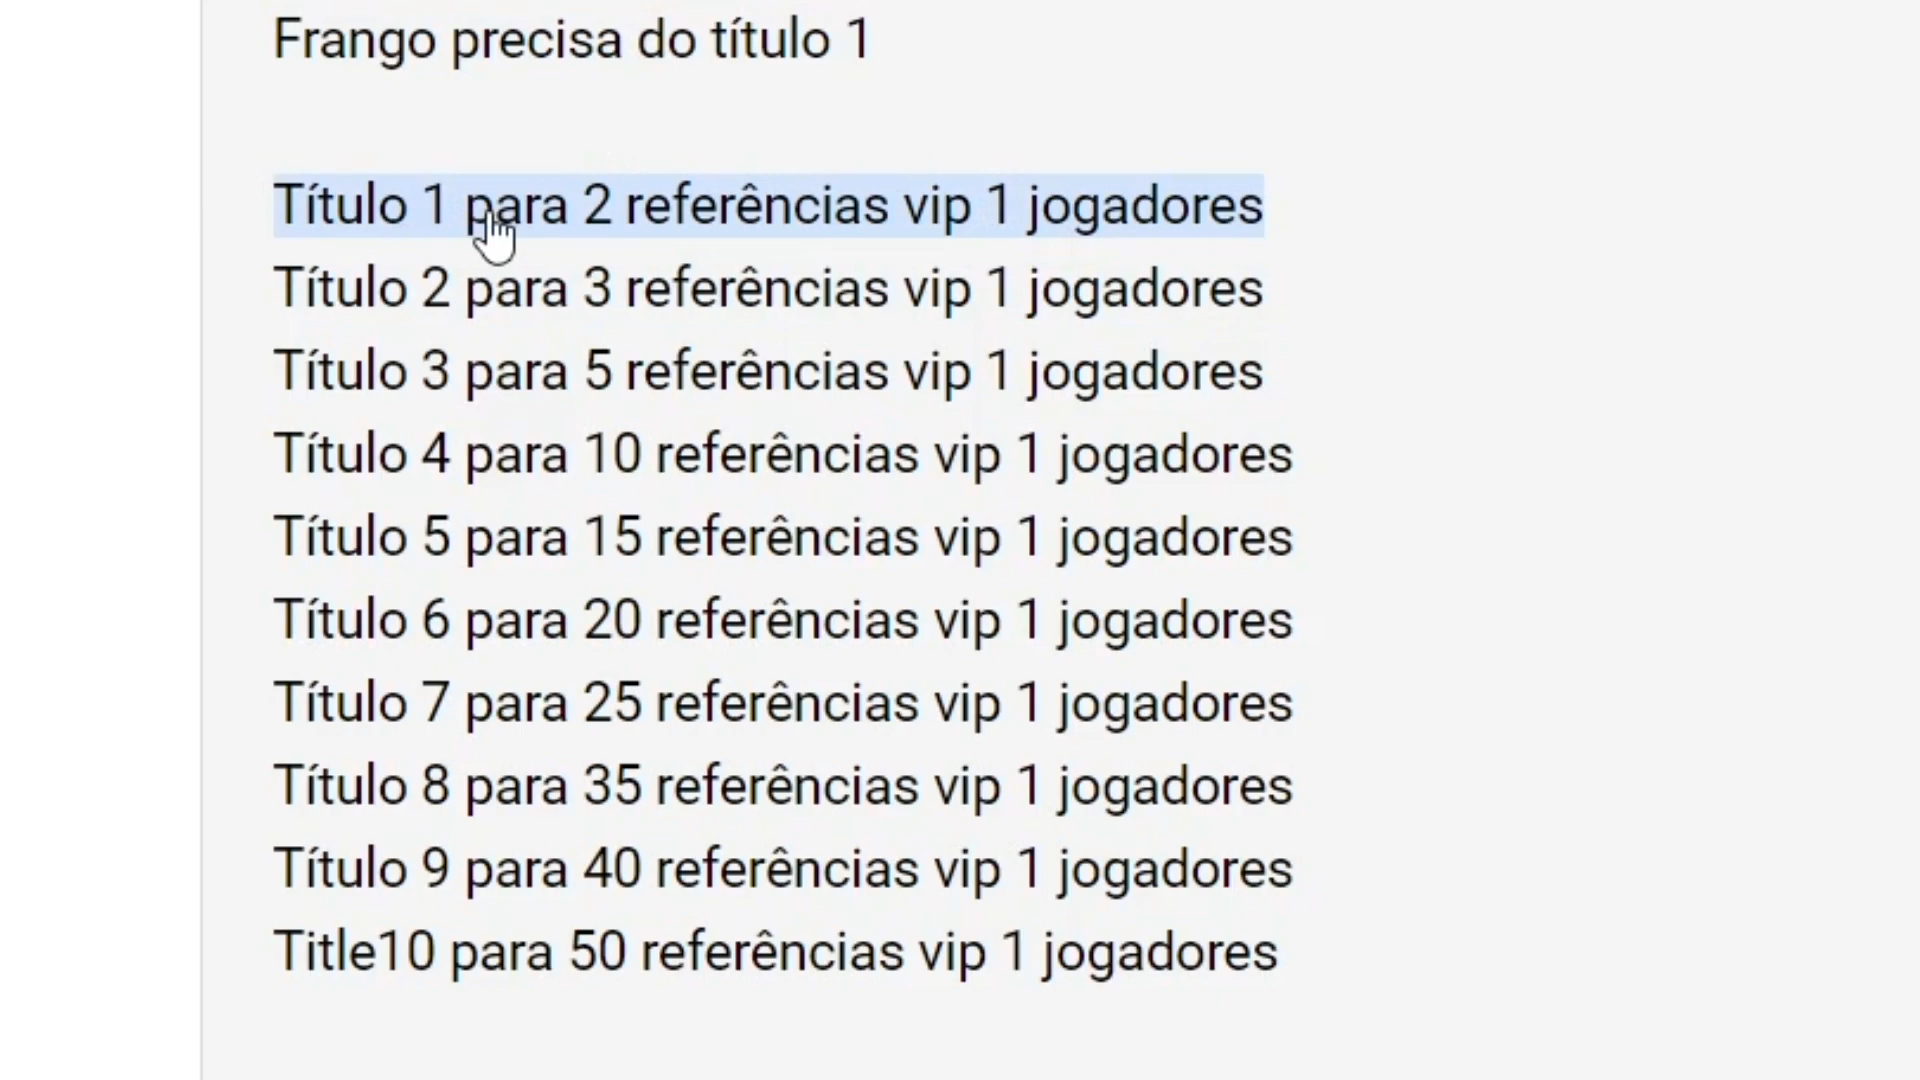 Frango precisa do título 1
Título 1 para 2 referências vip 1 jogadores
Título 2 para 3 referências vip 1 jogadores
Título 3 para 5 referências vip 1 jogadores
Título 4 para 10 referências vip 1 jogadores
Título 5 para 15 referências vip 1 jogadores
Título 6 para 20 referências vip 1 jogadores
Título 7 para 25 referências vip 1 jogadores
Título 8 para 35 referências vip 1 jogadores
Título 9 para 40 referências vip 1 jogadores
Title10 para 50 referências vip 1 jogadores